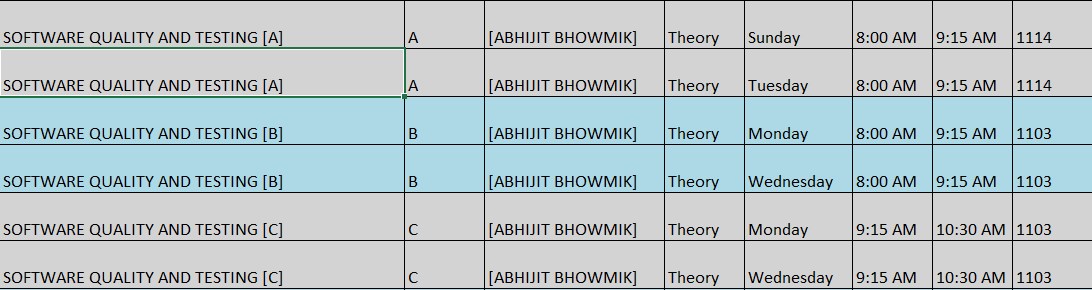 SOFTWARE QUALITY AND TESTING [A] A [ABHIJIT BHOWMIK] Theory Sunday 8:00 AM 9:15 AM 1114
SOFTWARE QUALITY AND TESTING [A] A [ABHIJIT BHOWMIK] Theory Tuesday 8:00 AM 9:15 AM 1114
SOFTWARE QUALITY AND TESTING [B] B [ABHIJIT BHOWMIK] Theory Monday 8:00 AM 9:15 AM 1103
SOFTWARE QUALITY AND TESTING [B] B [ABHIJIT BHOWMIK] Theory Wednesday 8:00 AM 9:15 AM 1103
SOFTWARE QUALITY AND TESTING [C] C [ABHIJIT BHOWMIK] Theory Monday 9:15 AM 10:30 AM 1103
SOFTWARE QUALITY AND TESTING [C] C [ABHIJIT BHOWMIK] Theory Wednesday 9:15 AM 10:30 AM 1103